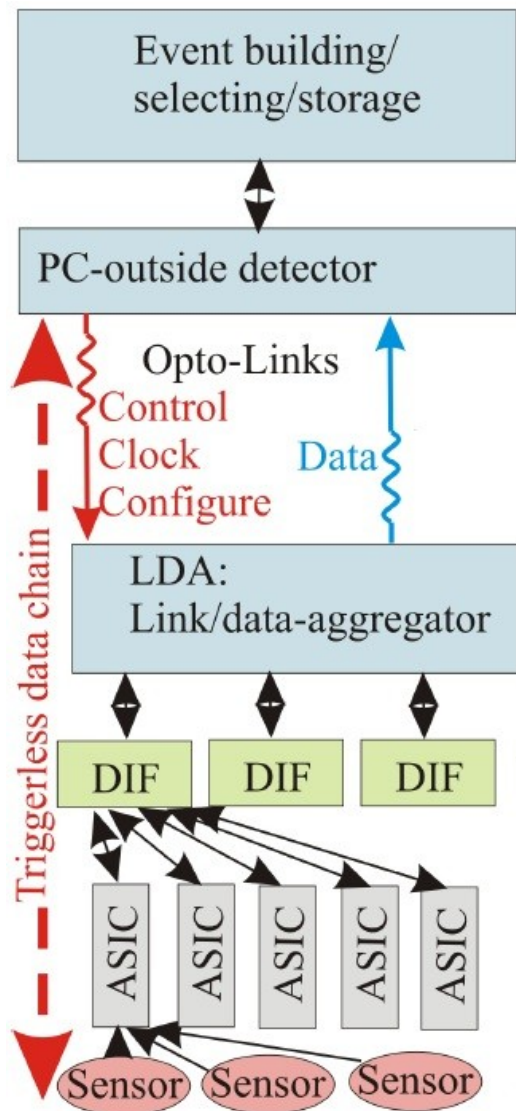 Event building/
selecting/storage
PC-outside detector
Opto-Links
Control
Clock
Configure
Data
Triggerless data chain
LDA:
Link/data-aggregator
DIF
DIF
DIF
ASIC
ASIC
ASIC
ASIC
ASIC
Sensor
Sensor
Sensor